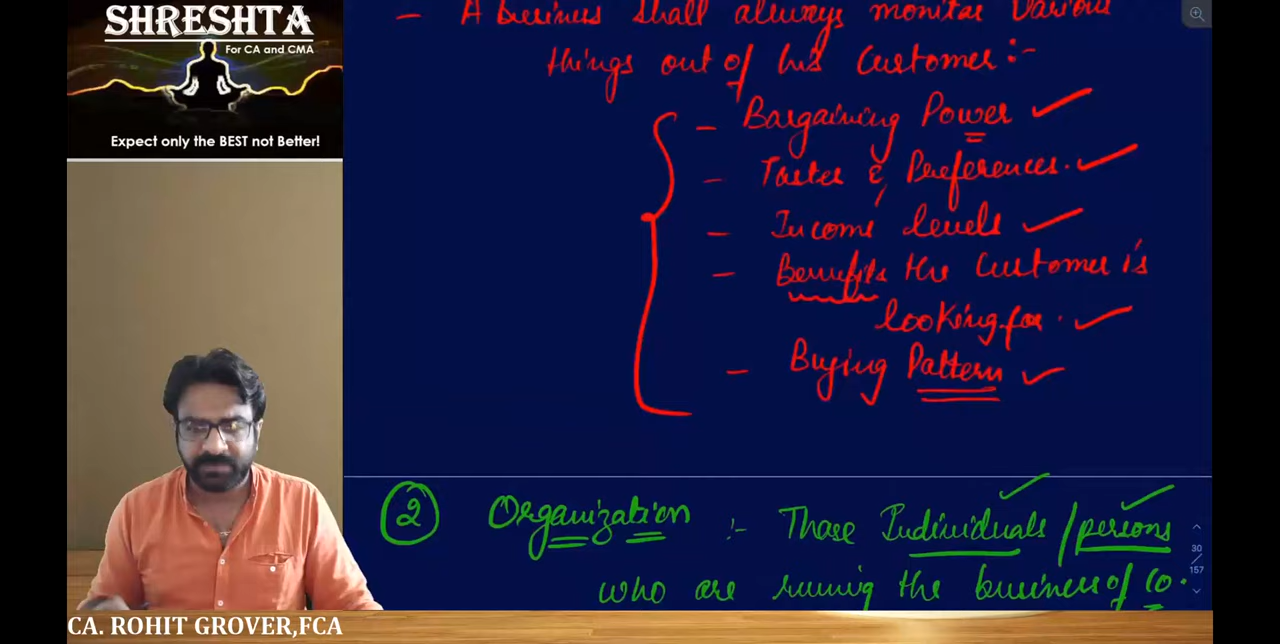 SHRESHTA
For CA and CMA
Expect only the BEST not Better!
- A business shall always monitor various
things out of his customer :-
- Bargaining Power
- Tastes & Preferences.
- Income levels
- Benefits the customer is
looking for.
- Buying Pattern
2 Organization :- Those Individuals / persons
who are running the business of Co.
30
157
CA. ROHIT GROVER,FCA